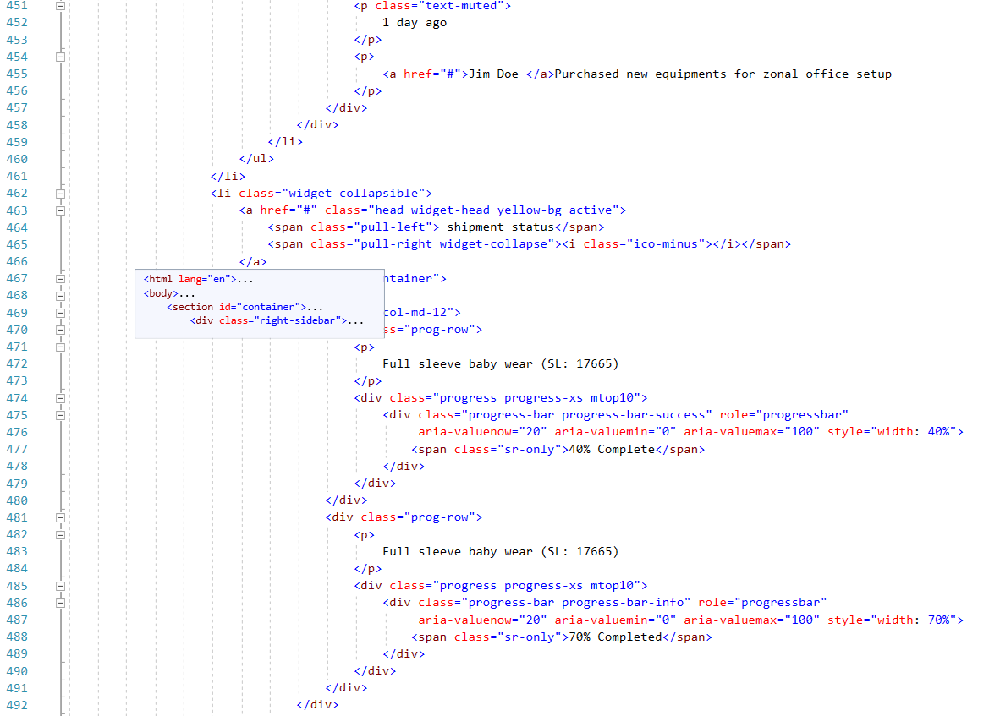 451 <p class="text-muted">
452 1 day ago
453 </p>
454 <p>
455 <a href="#">Jim Doe </a>Purchased new equipments for zonal office setup
456 </p>
457 </div>
458 </div>
459 </li>
460 </ul>
461 </li>
462 <li class="widget-collapsible">
463 <a href="#" class="head widget-head yellow-bg active">
464 <span class="pull-left"> shipment status</span>
465 <span class="pull-right widget-collapse"><i class="ico-minus"></i></span>
466 </a>
467 ntainer">
<html lang="en">...
<body>...
<section id="container">...
<div class="right-sidebar">...
468
469 col-md-12">
470 ss="prog-row">
471 <p>
472 Full sleeve baby wear (SL: 17665)
473 </p>
474 <div class="progress progress-xs mtop10">
475 <div class="progress-bar progress-bar-success" role="progressbar"
476 aria-valuenow="20" aria-valuemin="0" aria-valuemax="100" style="width: 40%">
477 <span class="sr-only">40% Complete</span>
478 </div>
479 </div>
480 </div>
481 <div class="prog-row">
482 <p>
483 Full sleeve baby wear (SL: 17665)
484 </p>
485 <div class="progress progress-xs mtop10">
486 <div class="progress-bar progress-bar-info" role="progressbar"
487 aria-valuenow="20" aria-valuemin="0" aria-valuemax="100" style="width: 70%">
488 <span class="sr-only">70% Completed</span>
489 </div>
490 </div>
491 </div>
492 </div>